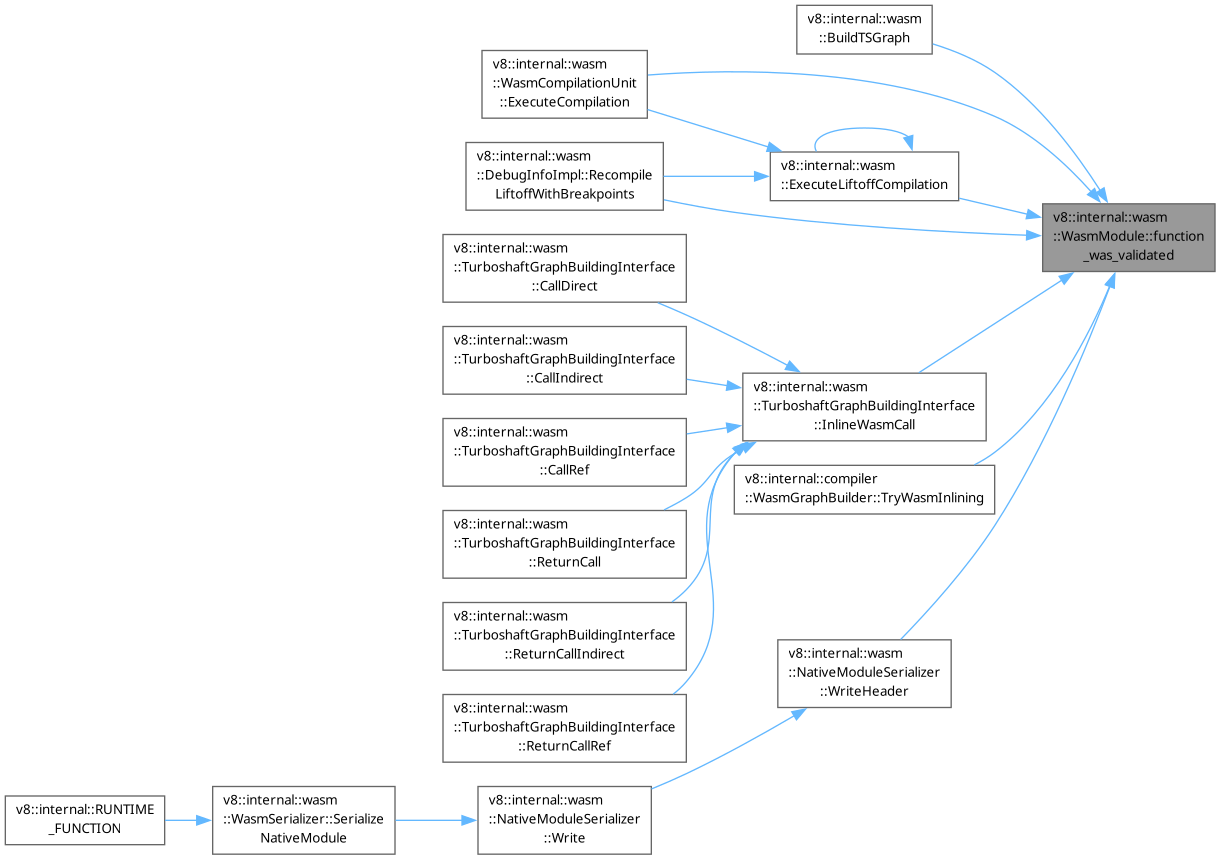 v8::internal::wasm
::BuildTSGraph
v8::internal::wasm
::WasmCompilationUnit
::ExecuteCompilation
v8::internal::wasm
::DebugInfoImpl::Recompile
LiftoffWithBreakpoints
v8::internal::wasm
::ExecuteLiftoffCompilation
v8::internal::wasm
::WasmModule::function
_was_validated
v8::internal::wasm
::TurboshaftGraphBuildingInterface
::CallDirect
v8::internal::wasm
::TurboshaftGraphBuildingInterface
::CallIndirect
v8::internal::wasm
::TurboshaftGraphBuildingInterface
::InlineWasmCall
v8::internal::wasm
::TurboshaftGraphBuildingInterface
::CallRef
v8::internal::compiler
::WasmGraphBuilder::TryWasmInlining
v8::internal::wasm
::TurboshaftGraphBuildingInterface
::ReturnCall
v8::internal::wasm
::TurboshaftGraphBuildingInterface
::ReturnCallIndirect
v8::internal::wasm
::NativeModuleSerializer
::WriteHeader
v8::internal::wasm
::TurboshaftGraphBuildingInterface
::ReturnCallRef
v8::internal::RUNTIME
_FUNCTION
v8::internal::wasm
::WasmSerializer::Serialize
NativeModule
v8::internal::wasm
::NativeModuleSerializer
::Write